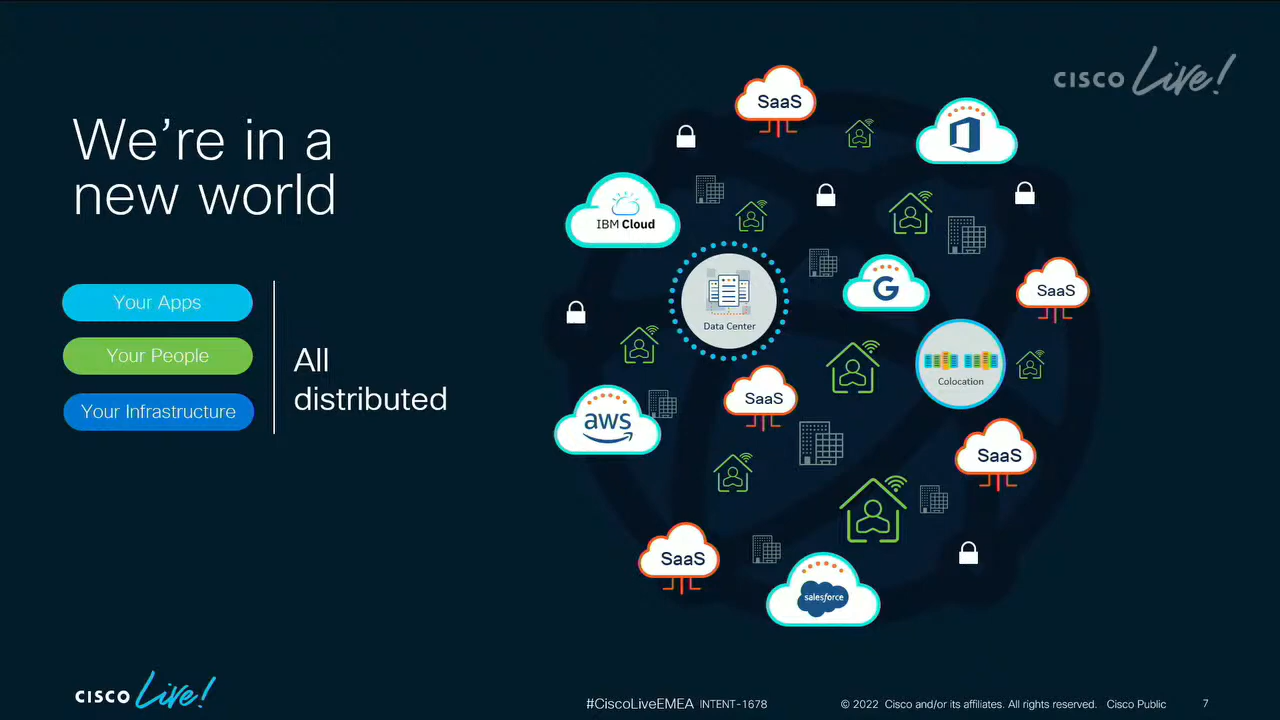 CISCO Live!
We're in a
new world
Your Apps
Your People
Your Infrastructure
All
distributed
SaaS
IBM Cloud
Data Center
G
SaaS
Colocation
aws
SaaS
SaaS
SaaS
salesforce
CISCO Live!
#CiscoLiveEMEA INTENT-1678
© 2022 Cisco and/or its affiliates. All rights reserved. Cisco Public
7